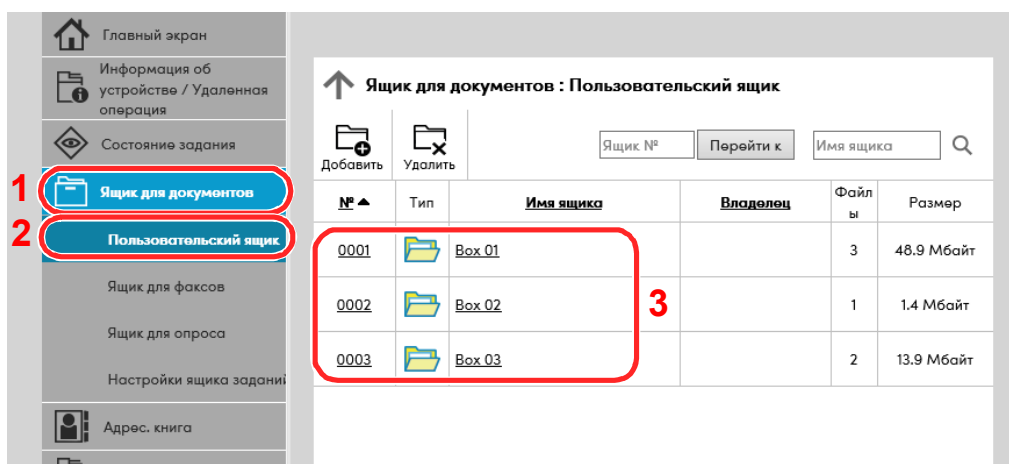 Главный экран
Информация об
устройстве / Удаленная
операция
Состояние задания
1
Ящик для документов
2
Пользовательский ящик
Ящик для факсов
Ящик для опроса
Настройки ящика заданий
Адрес. книга
Ящик для документов : Пользовательский ящик
Добавить Удалить Ящик № Перейти к Имя ящика
№ Тип Имя ящика Владелец Файл
ы Размер
0001 Box 01 3 48.9 Мбайт
0002 Box 02 1 1.4 Мбайт
0003 Box 03 2 13.9 Мбайт
3